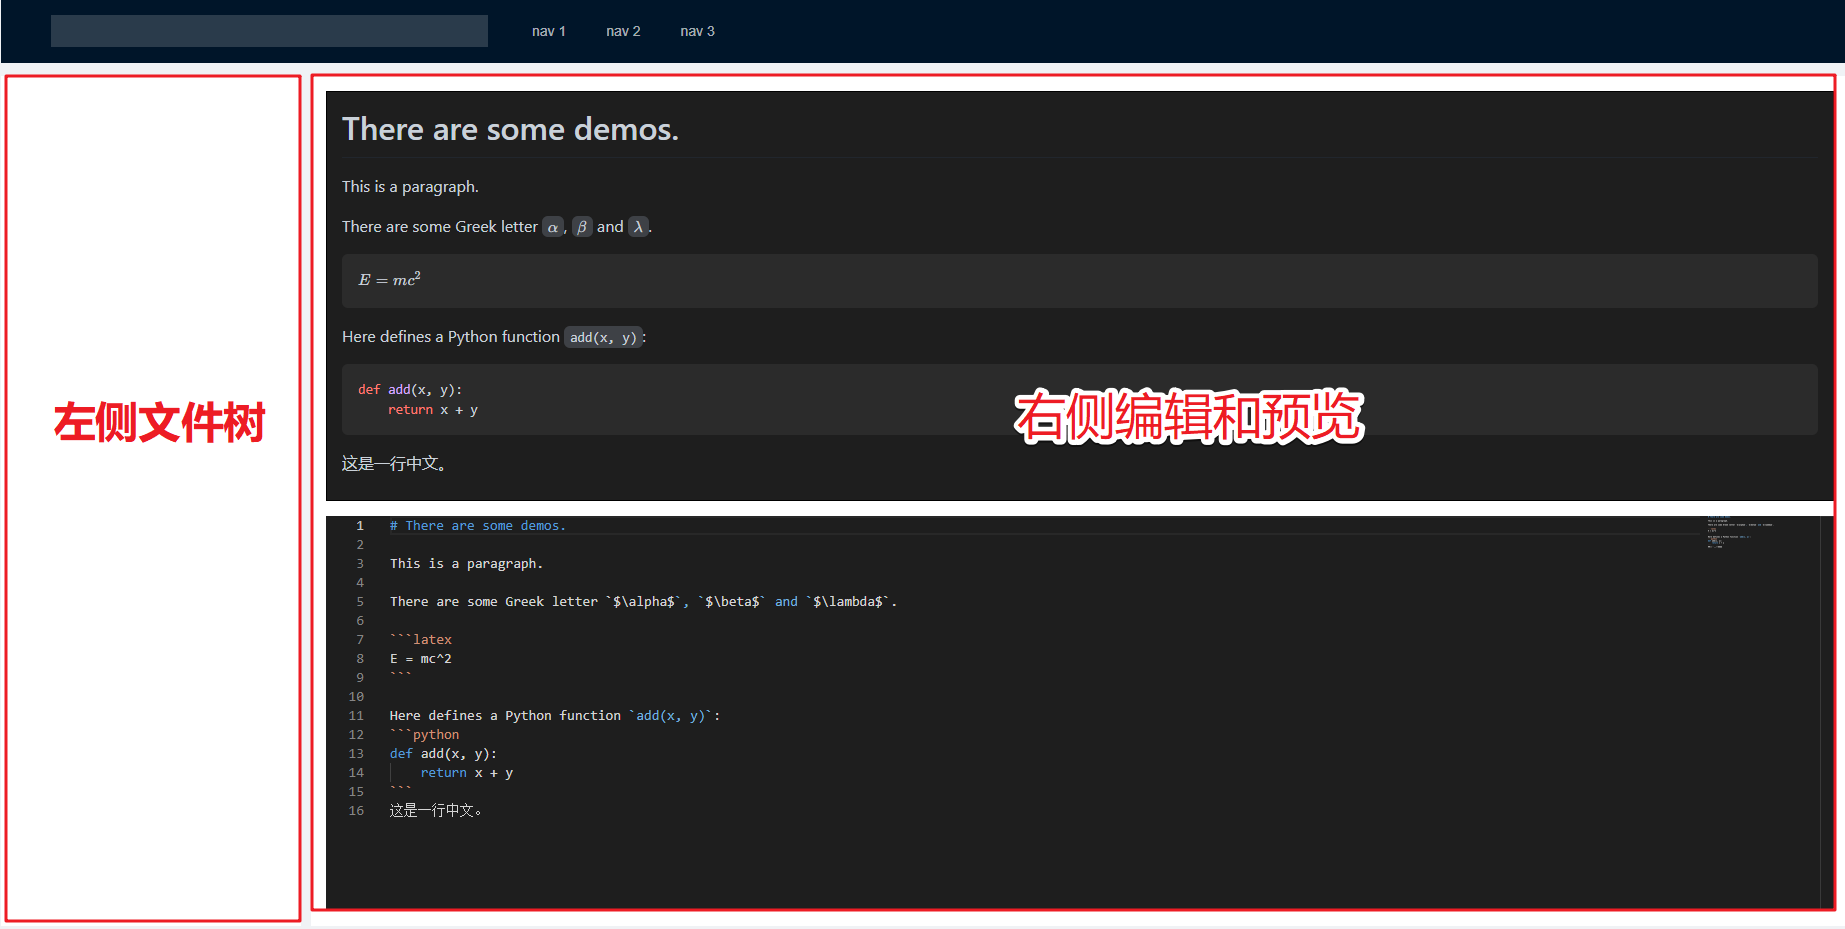 nav 1 nav 2 nav 3
左侧文件树
There are some demos.
This is a paragraph.
There are some Greek letter α, β and λ.
E = mc²
Here defines a Python function add(x, y):
def add(x, y):
    return x + y
右侧编辑和预览
这是一行中文。
1 # There are some demos.
2
3 This is a paragraph.
4
5 There are some Greek letter `$\alpha$`, `$\beta$` and `$\lambda$`.
6
7 ```latex
8 E = mc^2
9 ```
10
11 Here defines a Python function `add(x, y)`:
12 ```python
13 def add(x, y):
14     return x + y
15 ```
16 这是一行中文。